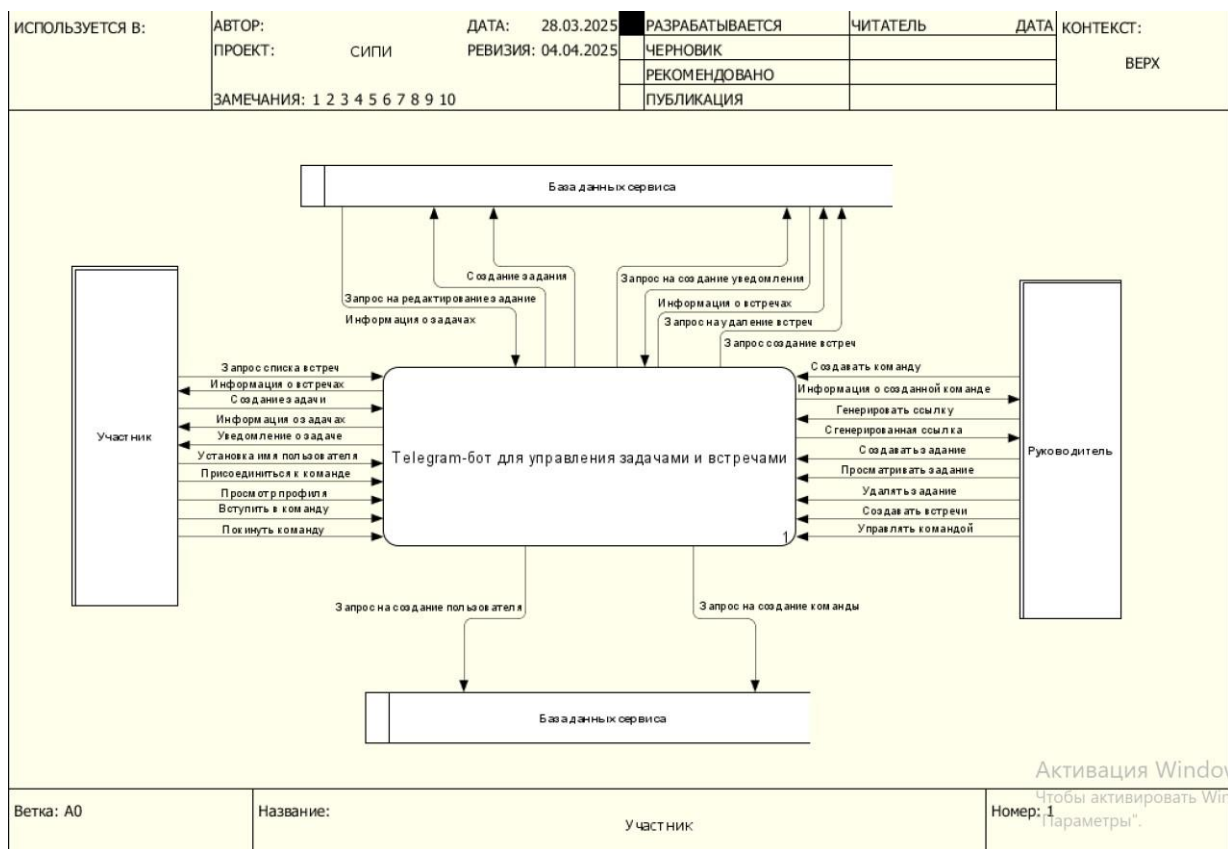 ИСПОЛЬЗУЕТСЯ В:
АВТОР:
ДАТА: 28.03.2025
РАЗРАБАТЫВАЕТСЯ
ЧИТАТЕЛЬ
ДАТА
КОНТЕКСТ:
ПРОЕКТ: СИПИ
РЕВИЗИЯ: 04.04.2025
ЧЕРНОВИК
ВЕРХ
РЕКОМЕНДОВАНО
ЗАМЕЧАНИЯ: 1 2 3 4 5 6 7 8 9 10
ПУБЛИКАЦИЯ
База данных сервиса
Создание задания
Запрос на создание уведомления
Запрос на редактирование задание
Информация о встречах
Информация о задачах
Запрос на удаление встреч
Запрос создание встреч
Участник
Запрос списка встреч
Информация о встречах
Создание задачи
Информация о задачах
Уведомление о задаче
Установка имя пользователя
Присоединиться к команде
Просмотр профиля
Вступить в команду
Покинуть команду
Telegram-бот для управления задачами и встречами
1
Создавать команду
Информация о созданной команде
Генерировать ссылку
Сгенерированная ссылка
Создавать задание
Просматривать задание
Удалять задание
Создавать встречи
Управлять командой
Руководитель
Запрос на создание пользователя
Запрос на создание команды
База данных сервиса
Активация Window
Чтобы активировать Win
"Параметры".
Ветка: A0
Название:
Участник
Номер: 1